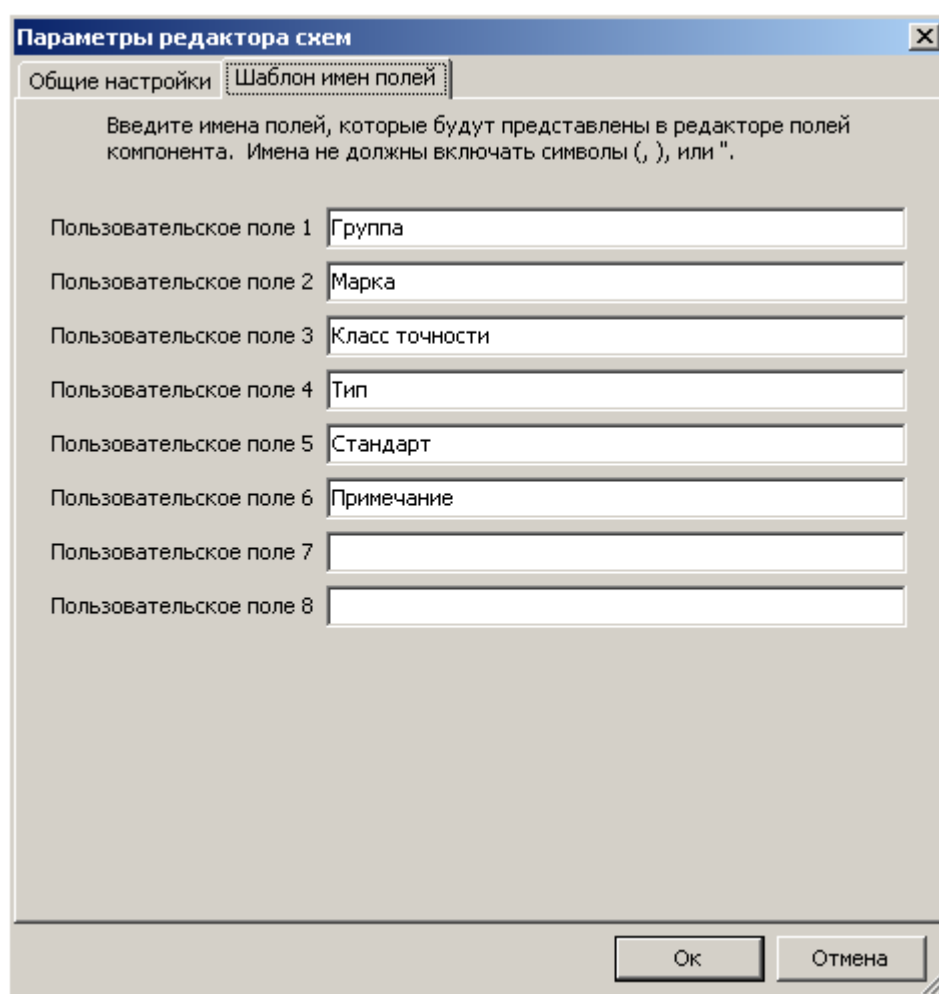 Параметры редактора схем
Общие настройки Шаблон имен полей
Введите имена полей, которые будут представлены в редакторе полей
компонента. Имена не должны включать символы (, ), или ".
Пользовательское поле 1 Группа
Пользовательское поле 2 Марка
Пользовательское поле 3 Класс точности
Пользовательское поле 4 Тип
Пользовательское поле 5 Стандарт
Пользовательское поле 6 Примечание
Пользовательское поле 7
Пользовательское поле 8
Ок Отмена